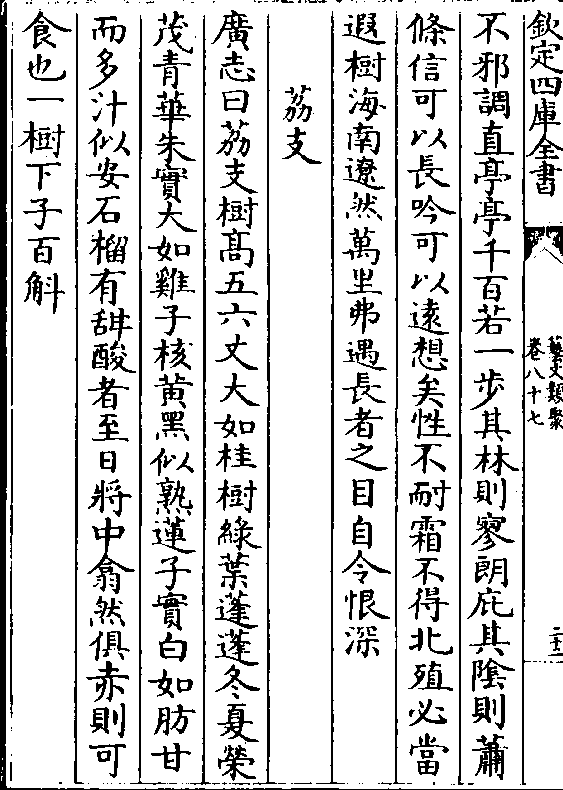 欽定四庫全書
藝文類聚
卷八十七
二十二
不邪調直亭亭千百若一步其林則寥朗庇其陰則蕭
條信可以長吟可以遠想矣性不耐霜不得北殖必當
遐樹海南遼然萬里弗遇長者之目自令恨深
荔支
廣志曰荔支樹髙五六丈大如桂樹緑葉蓬蓬冬夏榮
茂青華朱實大如雞子核黄黑似熟蓮子實白如肪甘
而多汁似安石榴有甜酸者至日將中翕然俱赤則可
食也一樹下子百斛